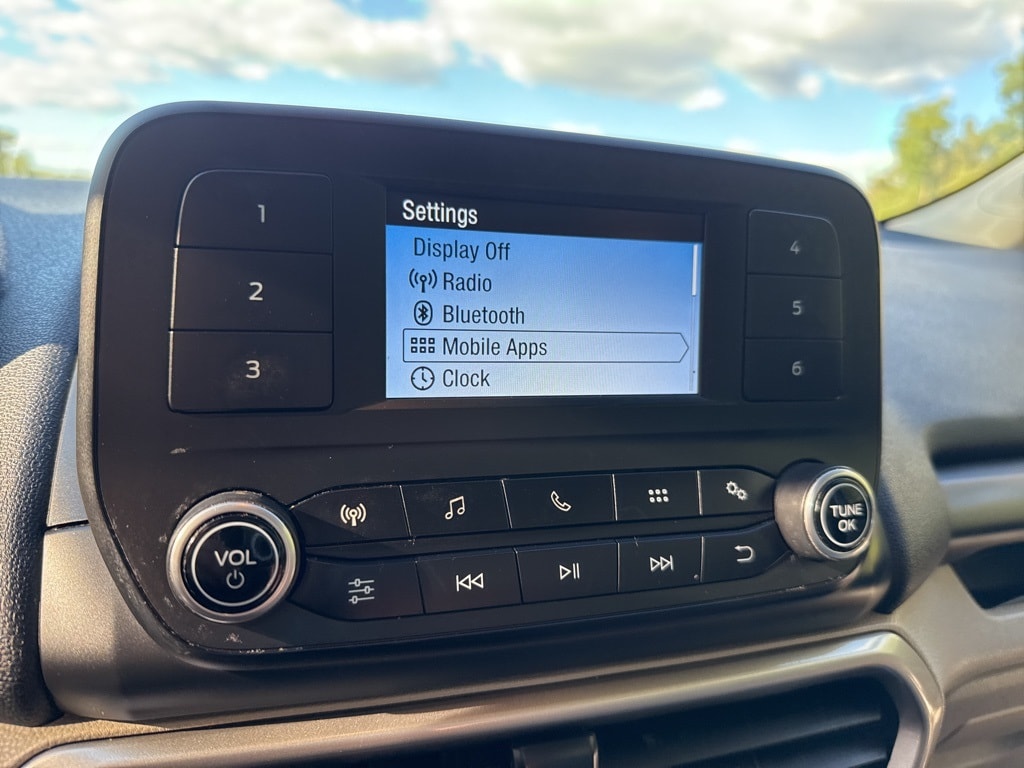 1
2
3
Settings
Display Off
Radio
Bluetooth
Mobile Apps
Clock
4
5
6
VOL
TUNE
OK